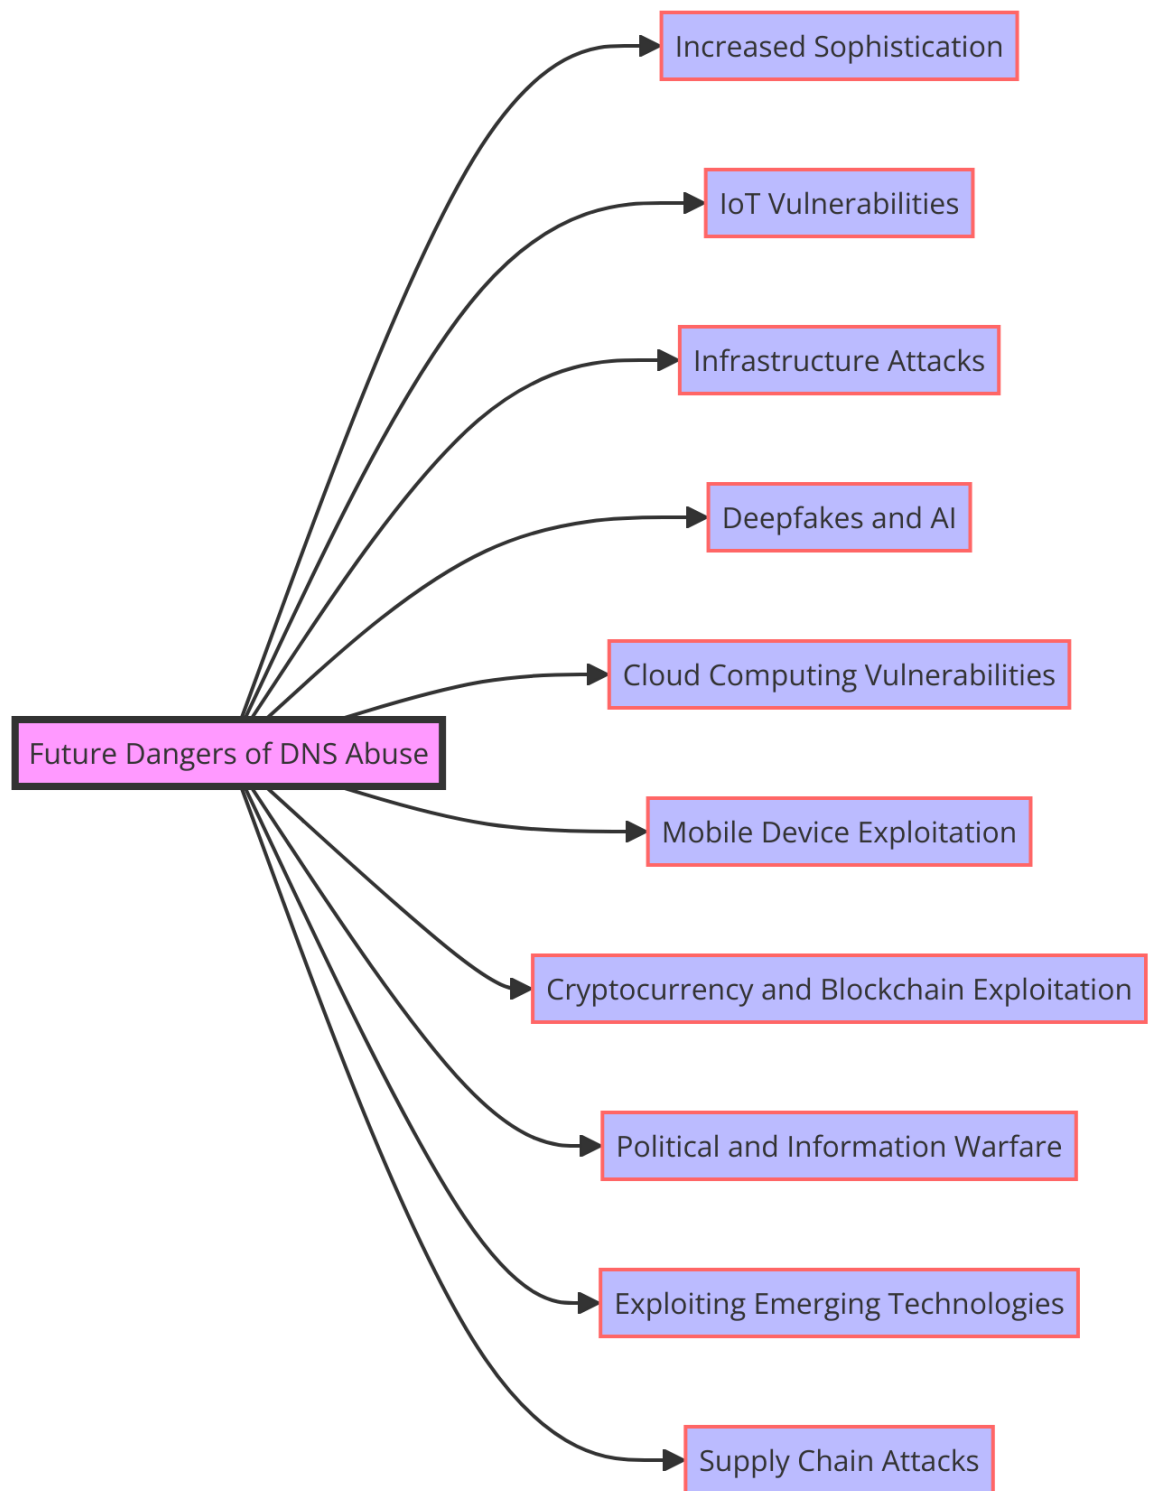 Increased Sophistication
IoT Vulnerabilities
Infrastructure Attacks
Deepfakes and AI
Cloud Computing Vulnerabilities
Future Dangers of DNS Abuse
Mobile Device Exploitation
Cryptocurrency and Blockchain Exploitation
Political and Information Warfare
Exploiting Emerging Technologies
Supply Chain Attacks